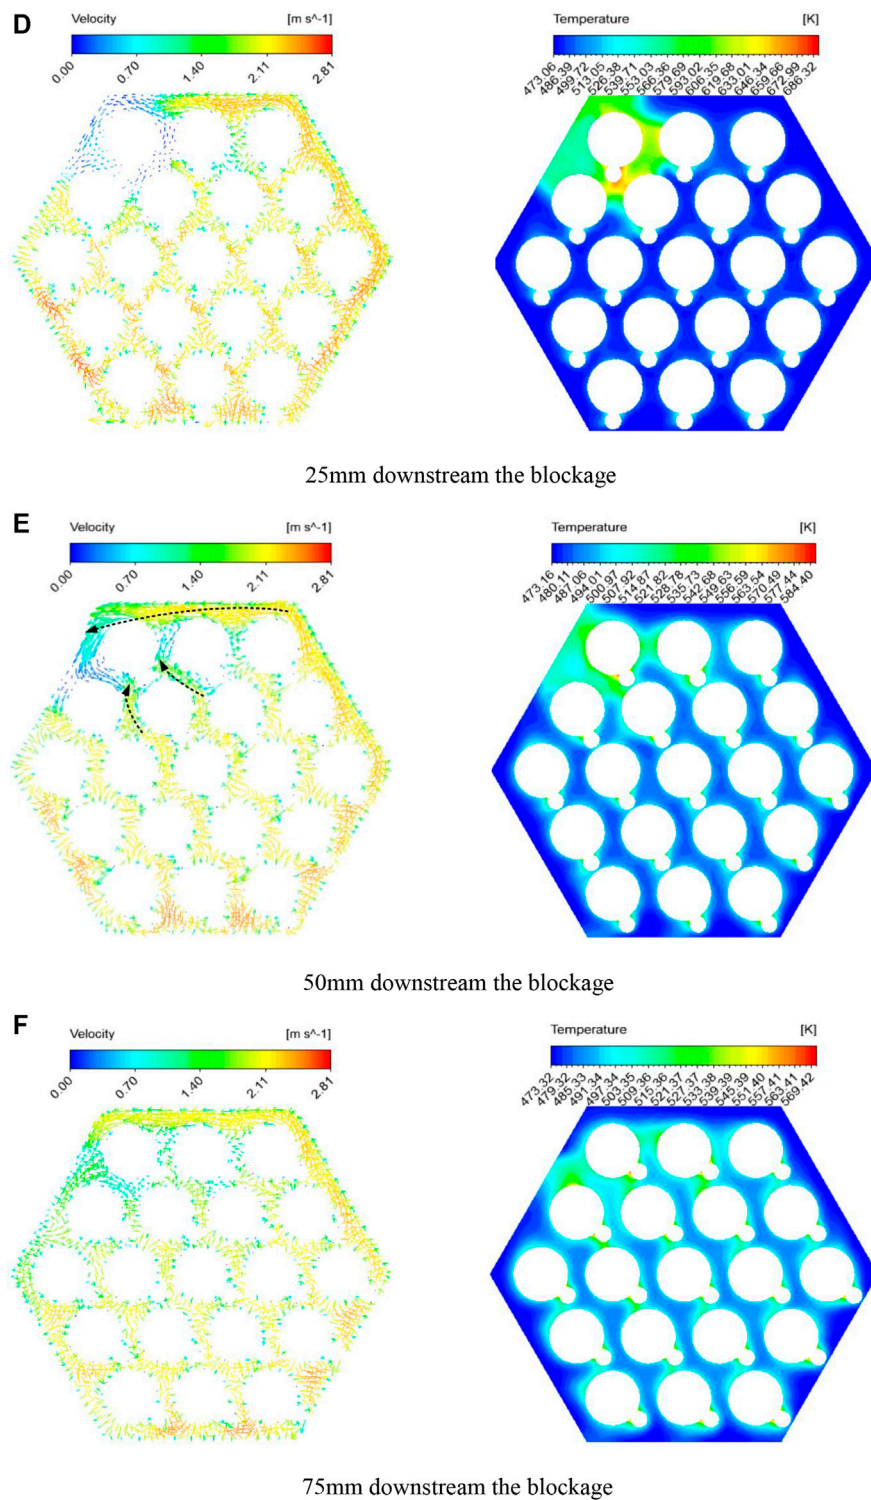 D
Velocity [m s^-1]
0.00 0.70 1.40 2.11 2.81
Temperature [K]
473.06 486.39 499.72 513.05 526.38 539.71 553.03 566.36 579.69 593.02 606.35 619.68 633.01 646.34 659.66 672.99 686.32
25mm downstream the blockage
E
Velocity [m s^-1]
0.00 0.70 1.40 2.11 2.81
Temperature [K]
473.16 480.11 487.06 494.01 500.97 507.92 514.87 521.82 528.78 535.73 542.68 549.63 556.59 563.54 570.49 577.44 584.40
50mm downstream the blockage
F
Velocity [m s^-1]
0.00 0.70 1.40 2.11 2.81
Temperature [K]
473.32 479.32 485.33 491.34 497.34 503.35 509.36 515.36 521.37 527.37 533.38 539.39 545.39 551.40 557.41 563.41 569.42
75mm downstream the blockage